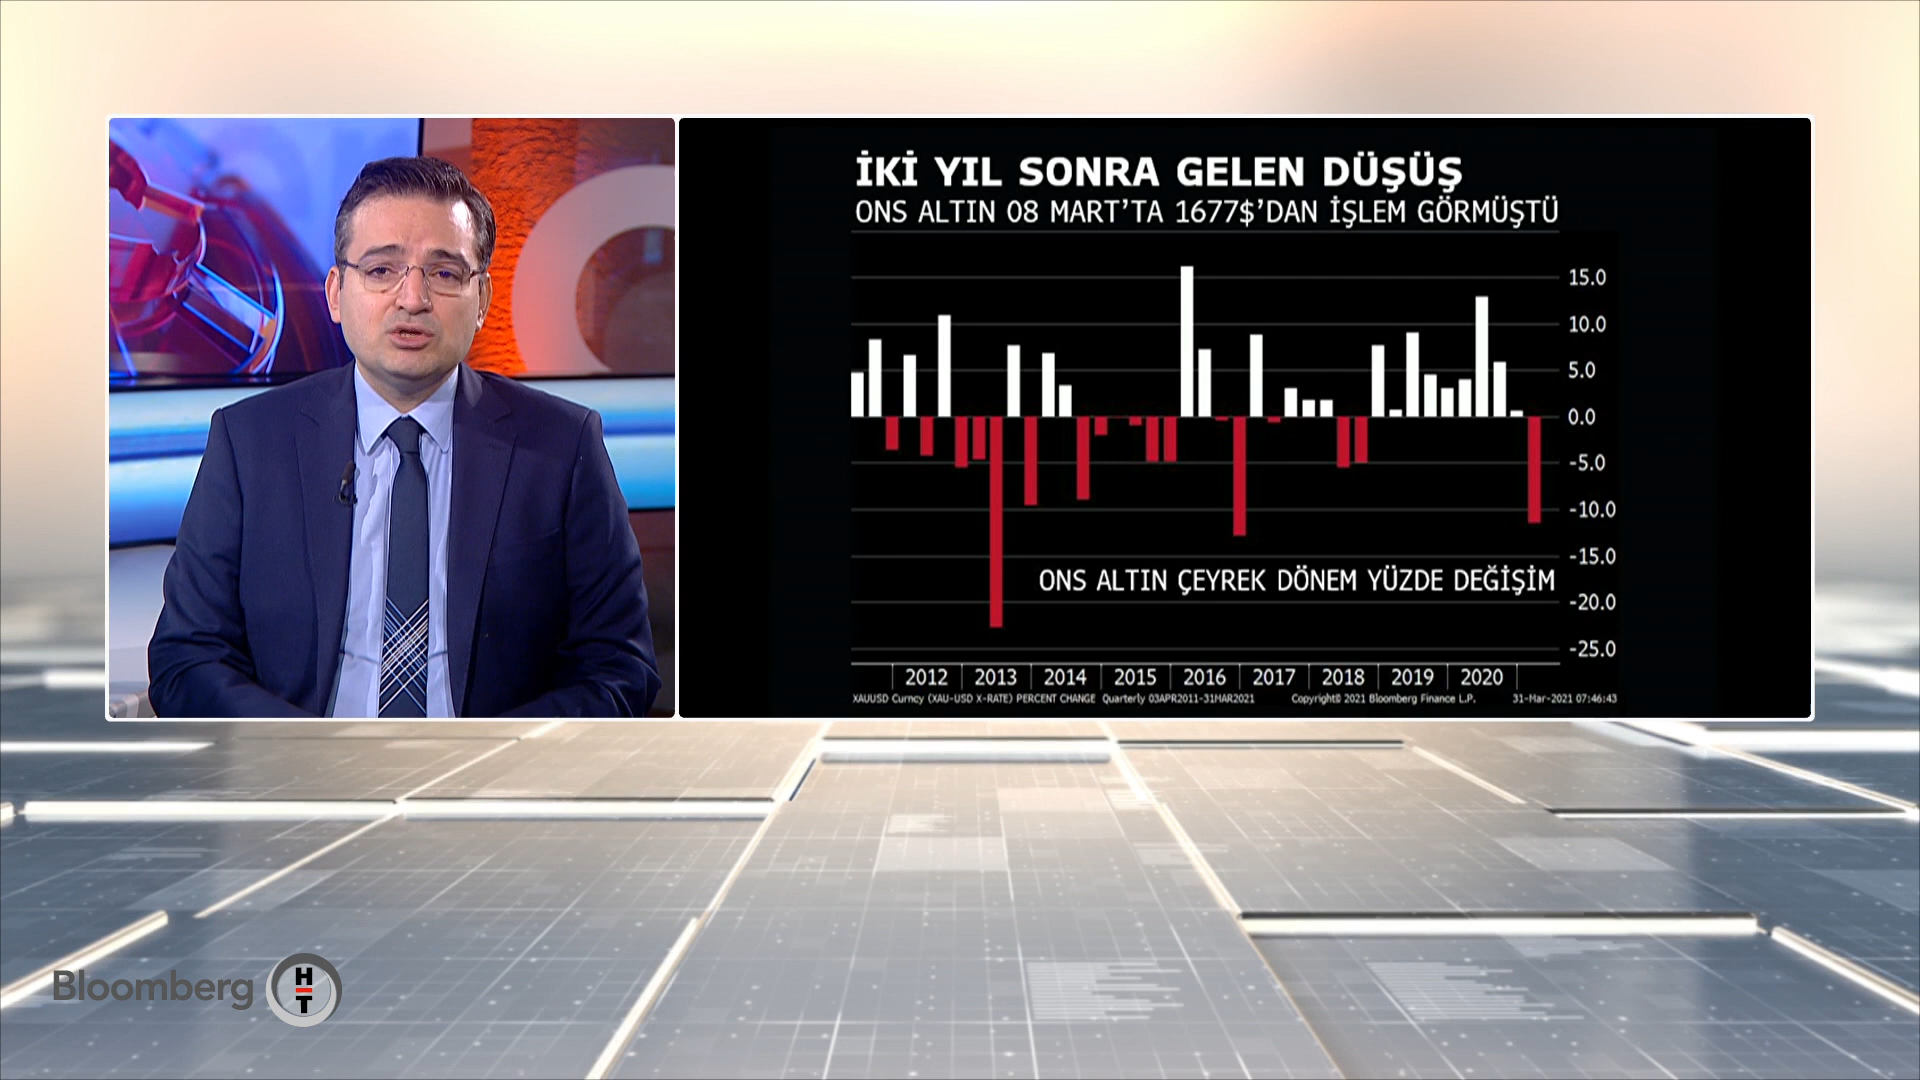 İKİ YIL SONRA GELEN DÜŞÜŞ
ONS ALTIN 08 MART'TA 1677$'DAN İŞLEM GÖRMÜŞTÜ
15.0
10.0
5.0
0.0
-5.0
-10.0
-15.0
ONS ALTIN ÇEYREK DÖNEM YÜZDE DEĞİŞİM
-20.0
-25.0
2012 2013 2014 2015 2016 2017 2018 2019 2020
XAUUSD Curncy (XAU-USD X-RATE) PERCENT CHANGE Quarterly 03APR2011-31MAR2021 Copyright© 2021 Bloomberg Finance L.P. 31-Mar-2021 07:46:43
Bloomberg HT